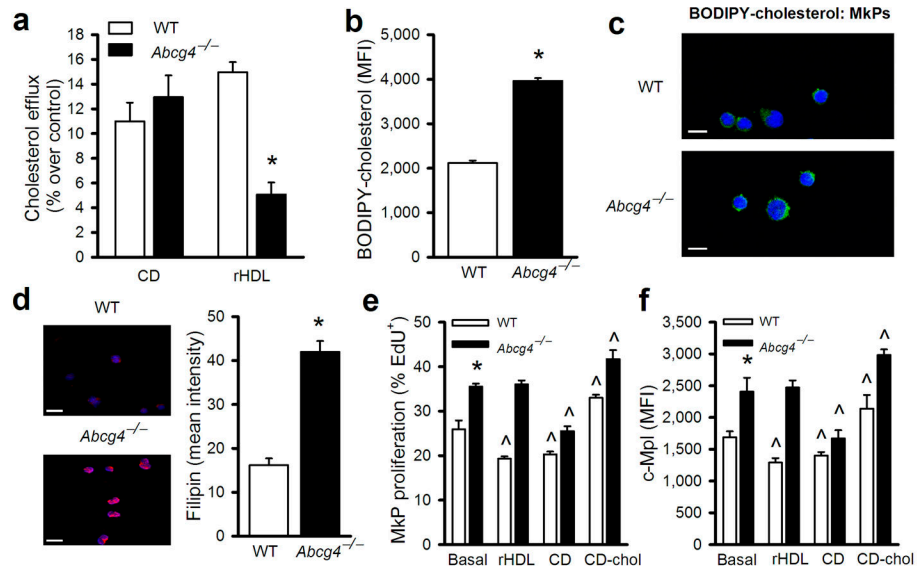 a
WT
Abcg4−/−
Cholesterol efflux
(% over control)
18
16
14
12
10
8
6
4
2
0
*
CD
rHDL
b
BODIPY-cholesterol (MFI)
5,000
4,000
3,000
2,000
1,000
0
*
WT
Abcg4−/−
c
BODIPY-cholesterol: MkPs
WT
Abcg4−/−
d
WT
Abcg4−/−
Filipin (mean intensity)
50
40
30
20
10
0
*
WT
Abcg4−/−
e
WT
Abcg4−/−
MkP proliferation (% EdU+)
50
40
30
20
10
0
*
^
^ ^
^ ^
Basal rHDL CD CD-chol
f
WT
Abcg4−/−
c-Mpl (MFI)
3,500
3,000
2,500
2,000
1,500
1,000
500
0
*
^
^ ^
^ ^
Basal rHDL CD CD-chol